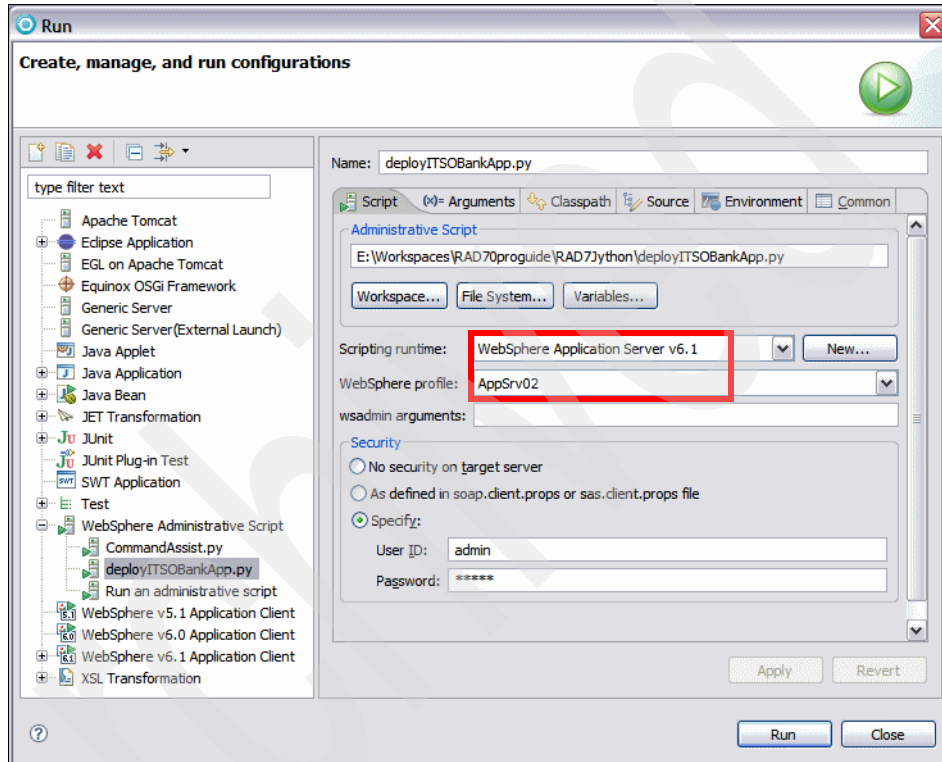 Run
Create, manage, and run configurations
type filter text
Apache Tomcat
Eclipse Application
EGL on Apache Tomcat
Equinox OSGi Framework
Generic Server
Generic Server(External Launch)
Java Applet
Java Application
Java Bean
JET Transformation
JUnit
JUnit Plug-in Test
SWT Application
Test
WebSphere Administrative Script
CommandAssist.py
deployITSOBankApp.py
Run an administrative script
WebSphere v5.1 Application Client
WebSphere v6.0 Application Client
WebSphere v6.1 Application Client
XSL Transformation
Name: deployITSOBankApp.py
Script (x)= Arguments Classpath Source Environment Common
Administrative Script
E:\Workspaces\RAD70proguide\RAD7Jython\deployITSOBankApp.py
Workspace... File System... Variables...
Scripting runtime: WebSphere Application Server v6.1 New...
WebSphere profile: AppSrv02
wsadmin arguments:
Security
No security on target server
As defined in soap.client.props or sas.client.props file
Specify:
User ID: admin
Password: *****
Apply Revert
? Run Close